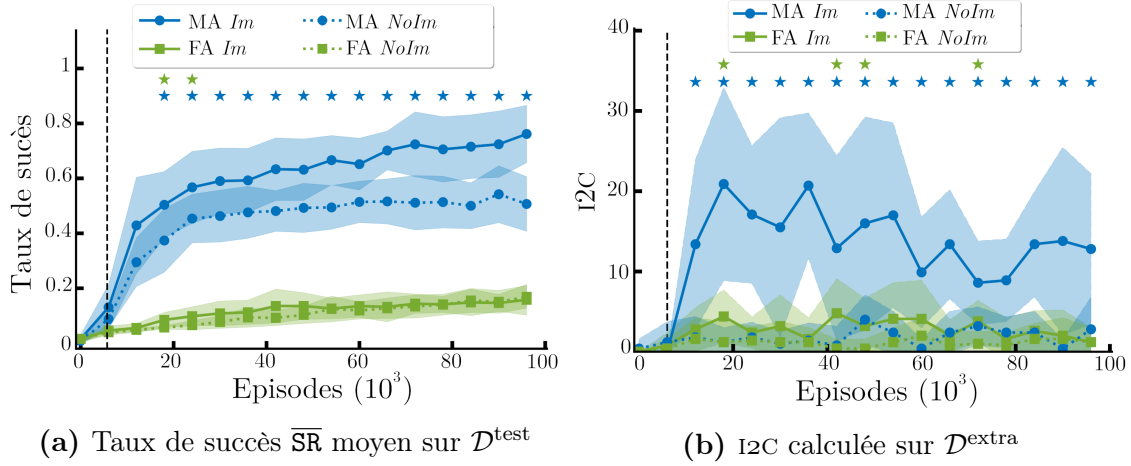 MA Im
MA NoIm
FA Im
FA NoIm
Taux de sucès
1
0.8
0.6
0.4
0.2
0
0
20
40
60
80
100
Episodes (10³)
(a) Taux de succès SR moyen sur D^test
MA Im
MA NoIm
FA Im
FA NoIm
I2C
40
30
20
10
0
0
20
40
60
80
100
Episodes (10³)
(b) I2C calculée sur D^extra